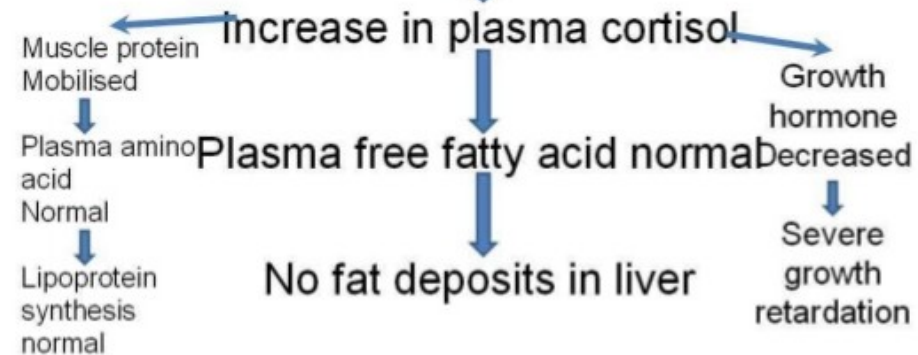 Increase in plasma cortisol
Muscle protein
Mobilised
Plasma amino
acid
Normal
Lipoprotein
synthesis
normal
Plasma free fatty acid normal
No fat deposits in liver
Growth
hormone
Decreased
Severe
growth
retardation